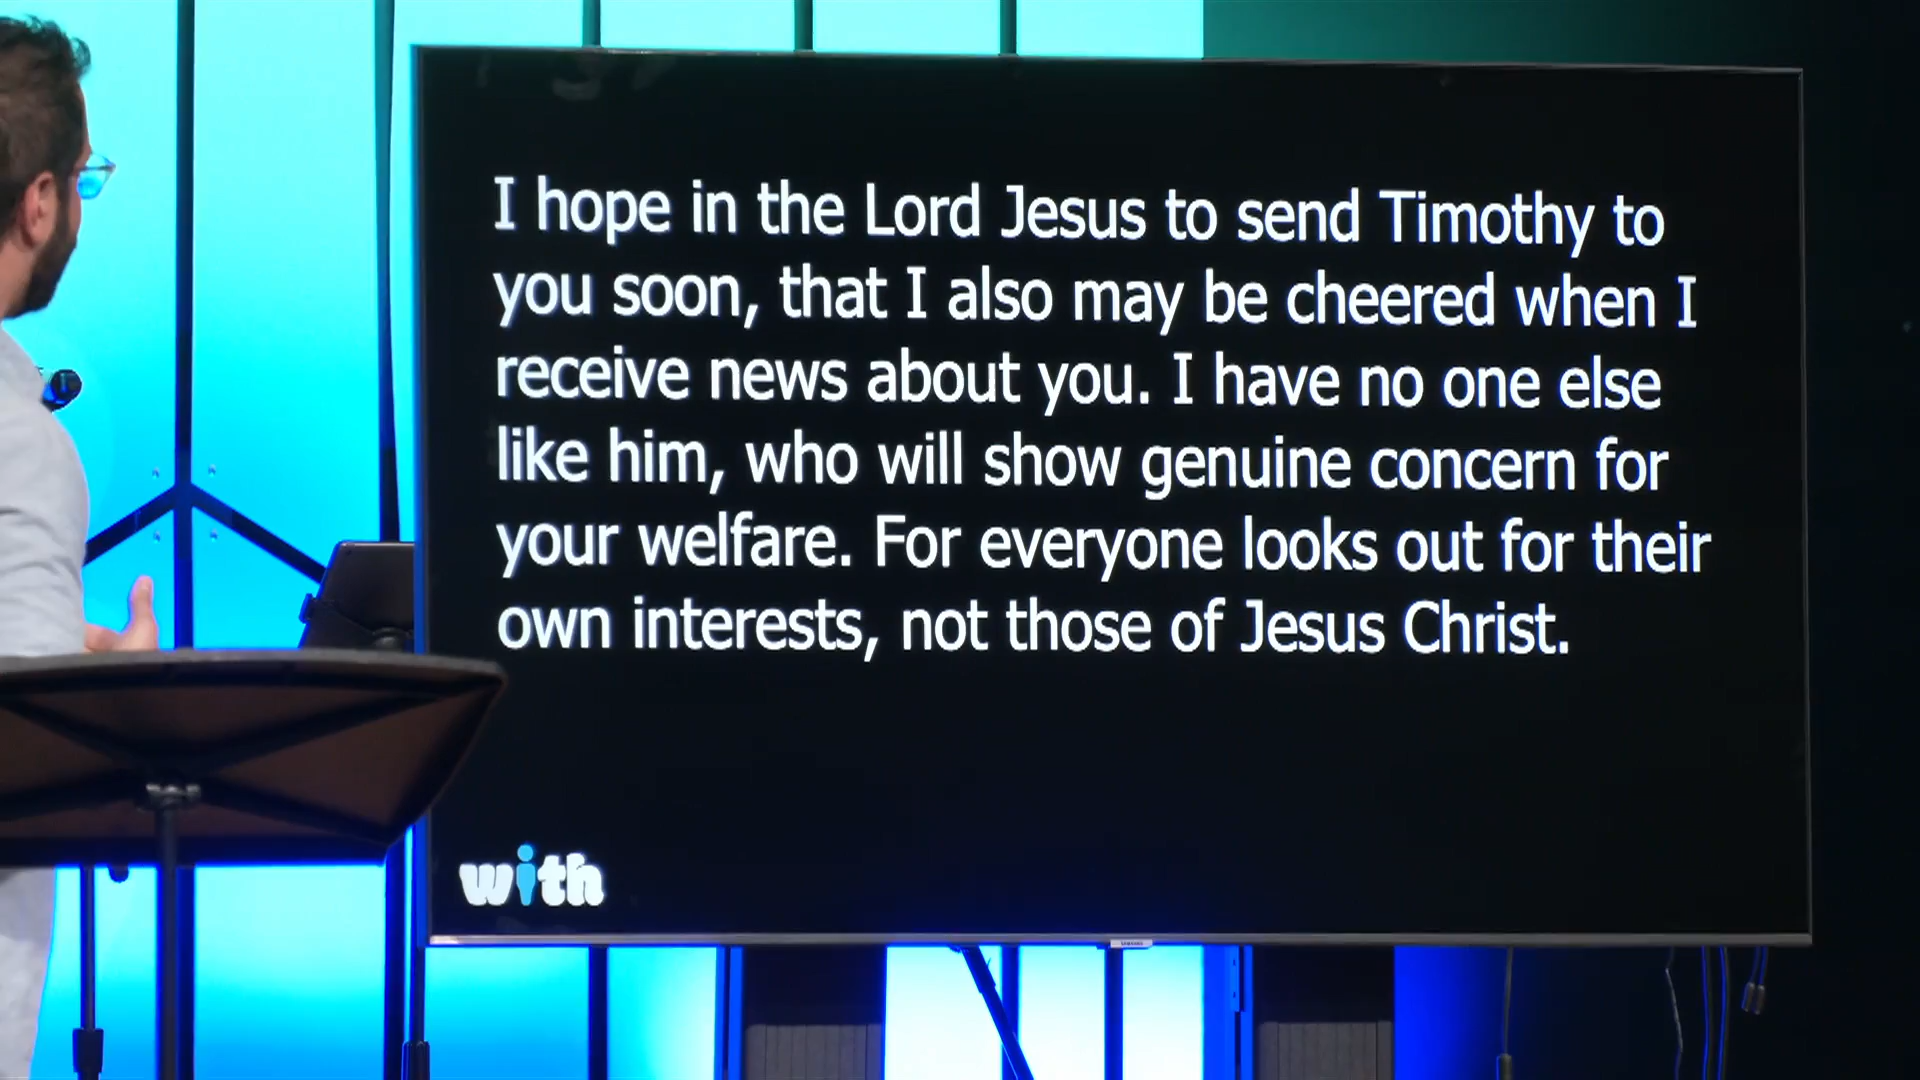 I hope in the Lord Jesus to send Timothy to
you soon, that I also may be cheered when I
receive news about you. I have no one else
like him, who will show genuine concern for
your welfare. For everyone looks out for their
own interests, not those of Jesus Christ.
with
SAMSUNG